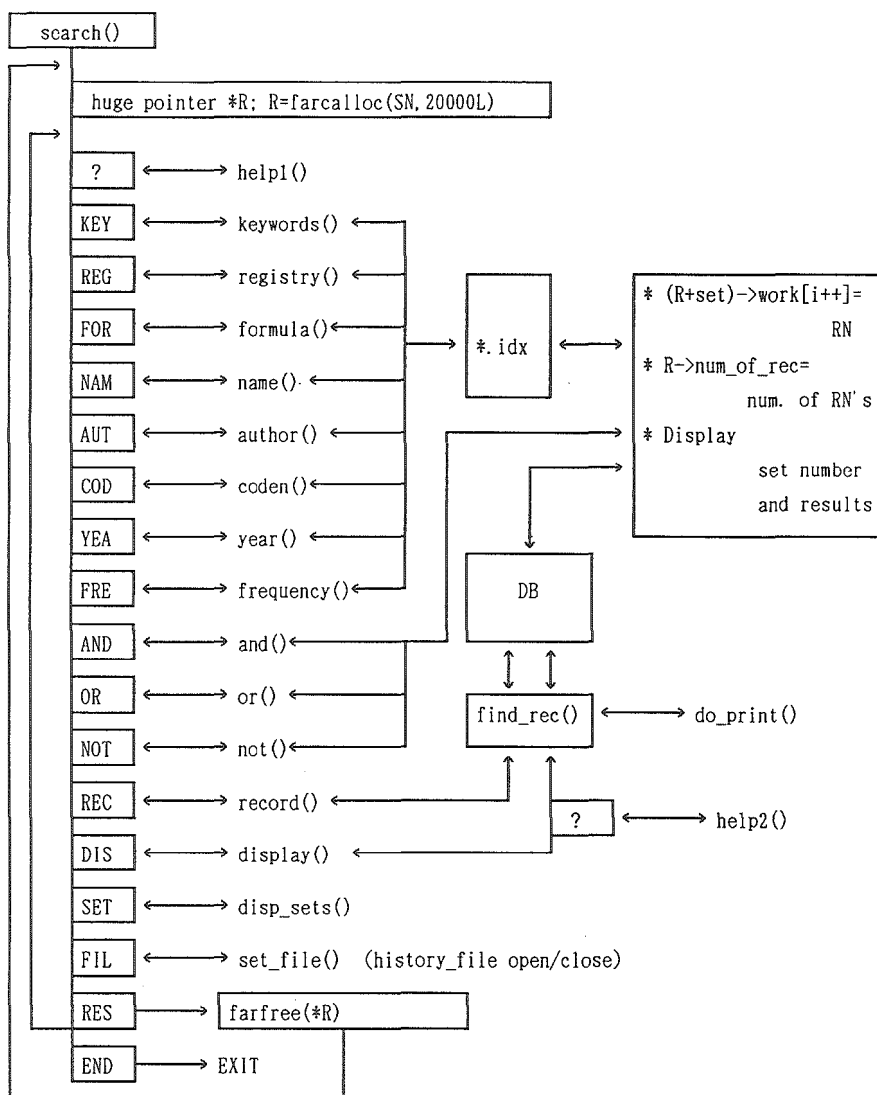 search()
huge pointer *R; R=farcalloc(SN,20000L)
? help1()
KEY keywords()
REG registry()
FOR formula()
NAM name()
AUT author()
COD coden()
YEA year()
FRE frequency()
AND and()
OR or()
NOT not()
REC record()
DIS display()
SET disp_sets()
FIL set_file() (history_file open/close)
RES farfree(*R)
END EXIT
*.idx
* (R+set)->work[i++]=
RN
* R->num_of_rec=
num. of RN's
* Display
set number
and results
DB
find_rec() do_print()
? help2()